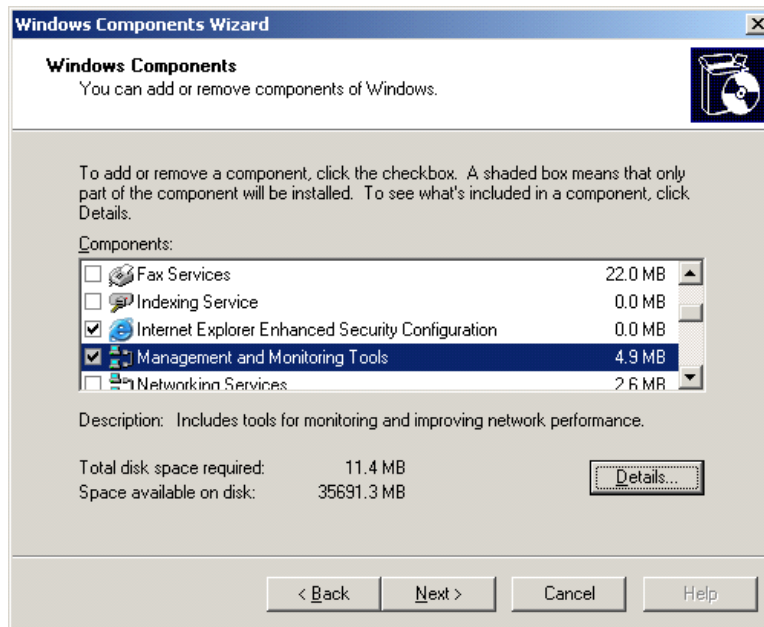 Windows Components Wizard
Windows Components
You can add or remove components of Windows.
To add or remove a component, click the checkbox. A shaded box means that only
part of the component will be installed. To see what's included in a component, click
Details.
Components:
Fax Services 22.0 MB
Indexing Service 0.0 MB
Internet Explorer Enhanced Security Configuration 0.0 MB
Management and Monitoring Tools 4.9 MB
Networking Services 2.6 MB
Description: Includes tools for monitoring and improving network performance.
Total disk space required: 11.4 MB
Space available on disk: 35691.3 MB
Details...
< Back Next > Cancel Help